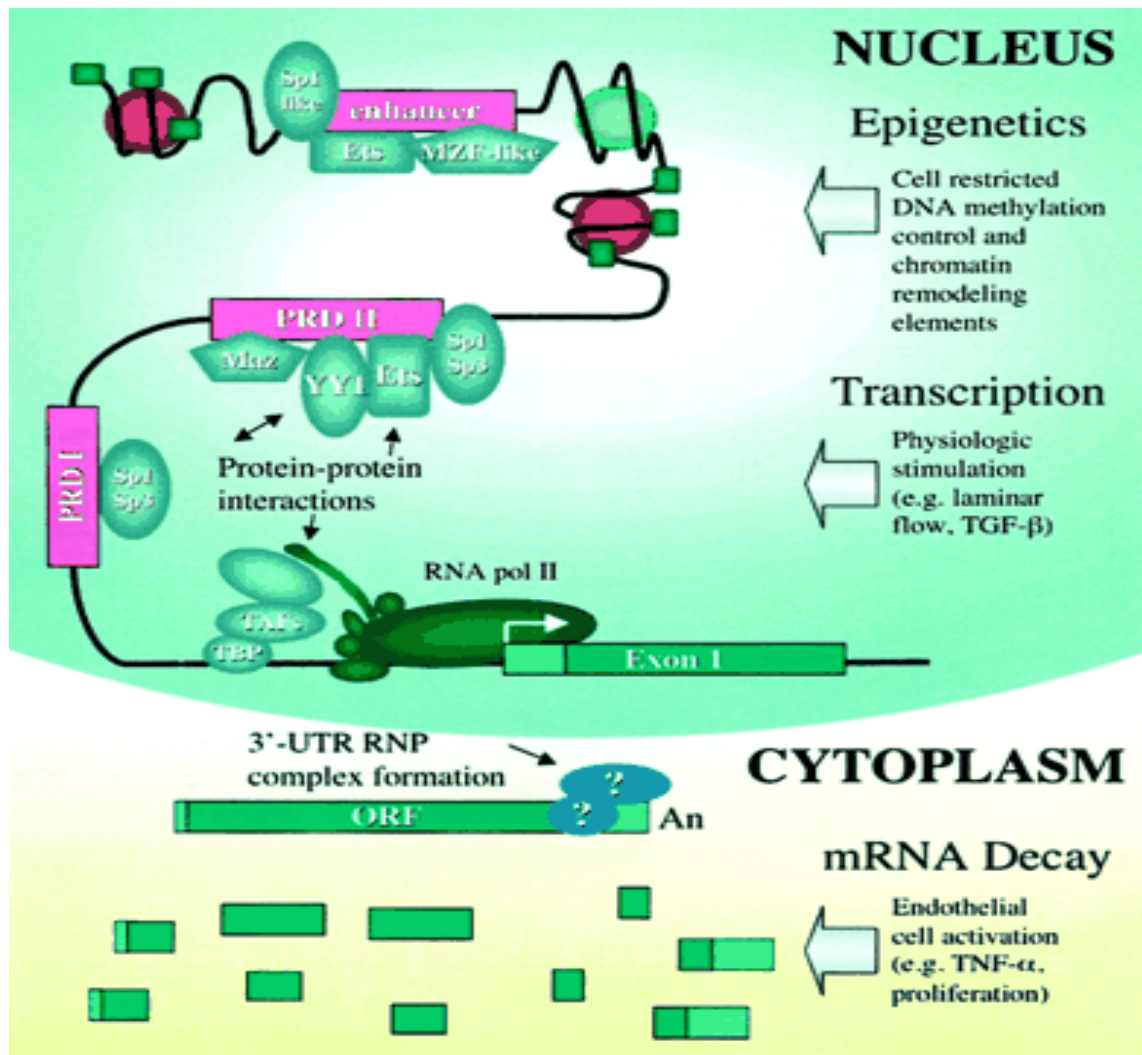 NUCLEUS
Sp1
like
enhancer
Ets
MZF-like
Epigenetics
Cell restricted
DNA methylation
control and
chromatin
remodeling
elements
PRD II
Maz
YY1
Ets
Sp1
Sp3
Transcription
Physiologic
stimulation
(e.g. laminar
flow, TGF-β)
PRD I
Sp1
Sp3
Protein-protein
interactions
RNA pol II
TAFs
TBP
Exon 1
3'-UTR RNP
complex formation
CYTOPLASM
?
?
ORF
An
mRNA Decay
Endothelial
cell activation
(e.g. TNF-α,
proliferation)